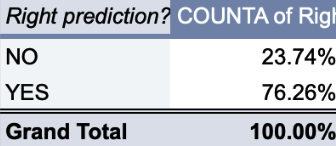 Right prediction? COUNTA of Righ
NO 23.74%
YES 76.26%
Grand Total 100.00%